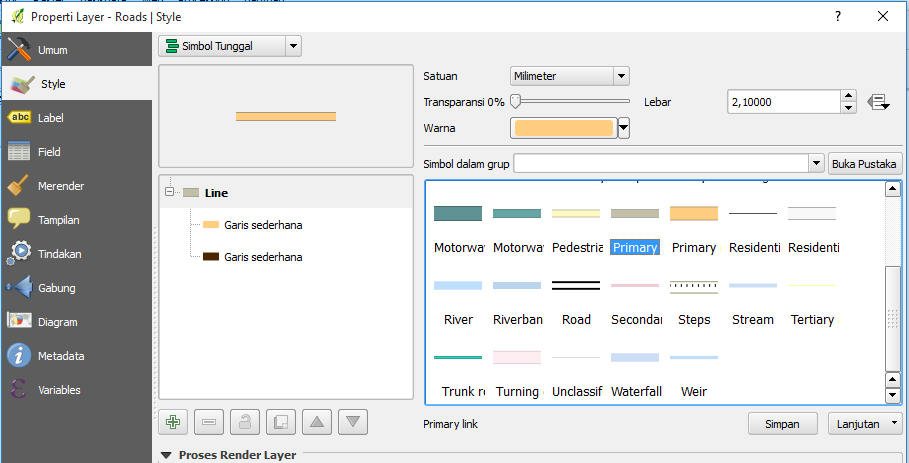 Properti Layer - Roads | Style
?
Umum
Style
abc Label
Field
Merender
Tampilan
Tindakan
Gabung
Diagram
Metadata
Variables
Simbol Tunggal
Satuan Milimeter
Transparansi 0% Lebar 2,10000
Warna
Simbol dalam grup Buka Pustaka
Line
Garis sederhana
Garis sederhana
Motorwa Motorwa Pedestria Primary Primary Residenti Residenti
River Riverban Road Secondar Steps Stream Tertiary
Trunk r Turning Unclassif Waterfall Weir
Primary link Simpan Lanjutan
Proses Render Layer